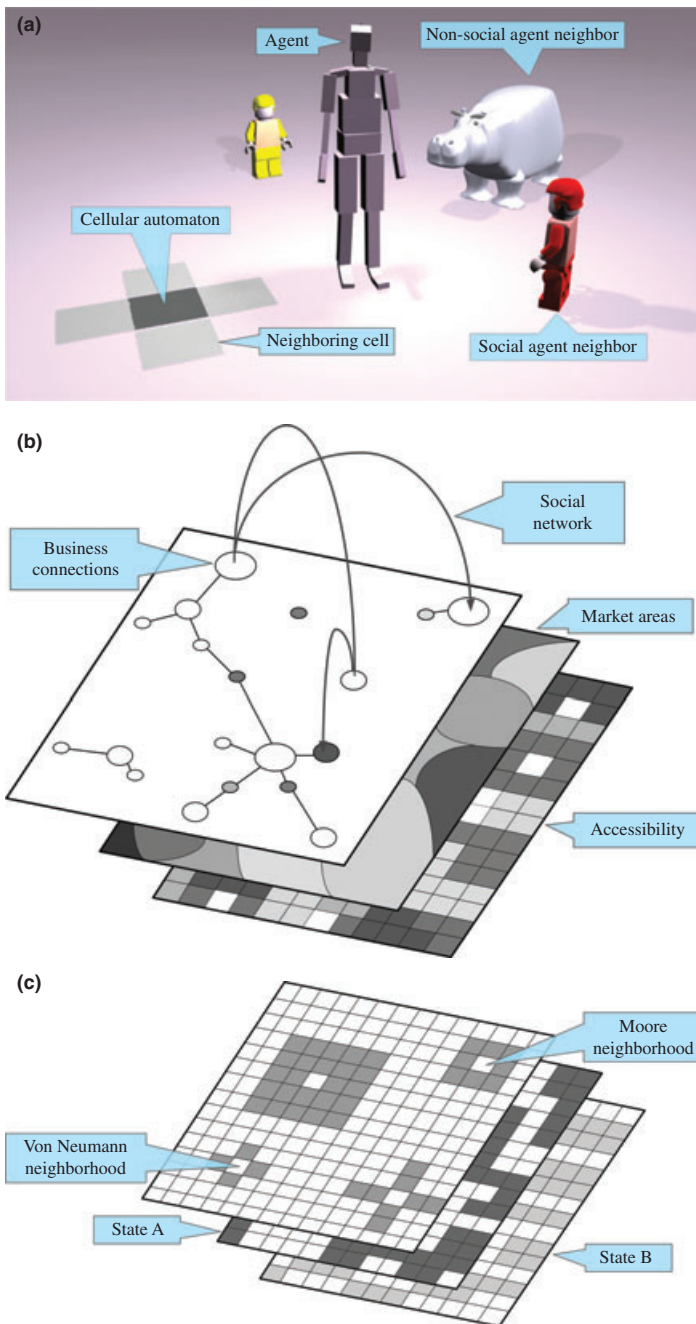 (a)
Agent
Non-social agent neighbor
Cellular automaton
Neighboring cell
Social agent neighbor
(b)
Social
network
Business
connections
Market areas
Accessibility
(c)
Moore
neighborhood
Von Neumann
neighborhood
State A
State B